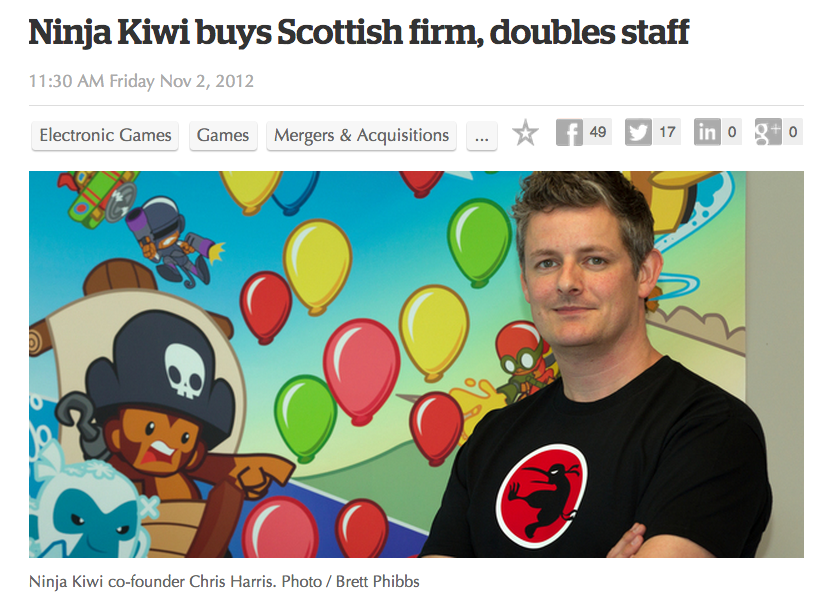 Ninja Kiwi buys Scottish firm, doubles staff
11:30 AM Friday Nov 2, 2012
Electronic Games Games Mergers & Acquisitions ... f 49 17 in 0 g+ 0
Ninja Kiwi co-founder Chris Harris. Photo / Brett Phibbs